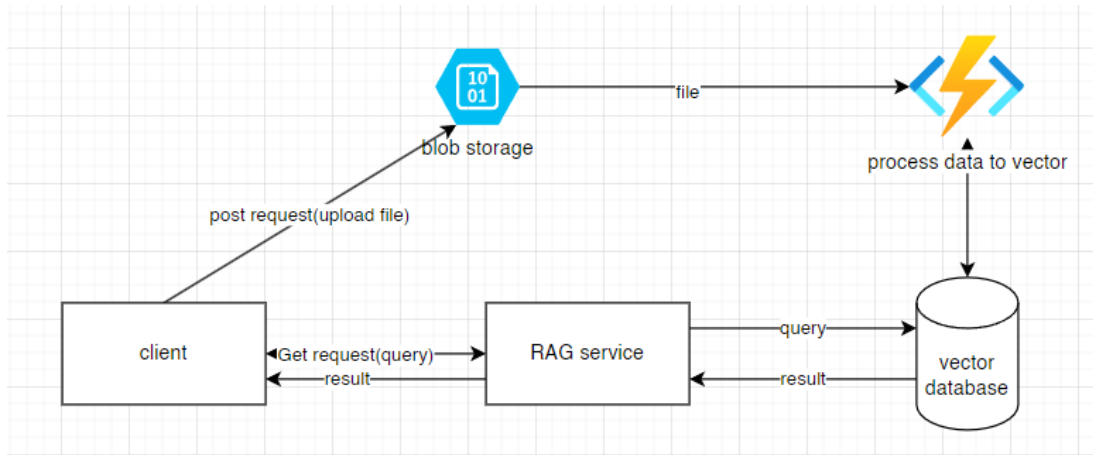 10
01
file
blob storage
process data to vector
post request(upload file)
client
RAG service
query
Get request(query)
result
result
vector
database